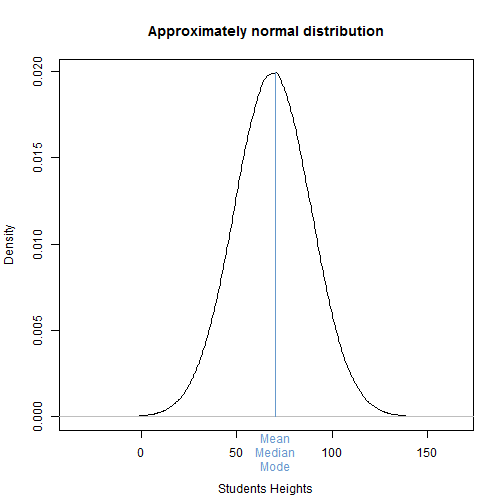 Approximately normal distribution
0.020
0.015
0.010
0.005
0.000
Density
0 50 100 150
Mean
Median
Mode
Students Heights